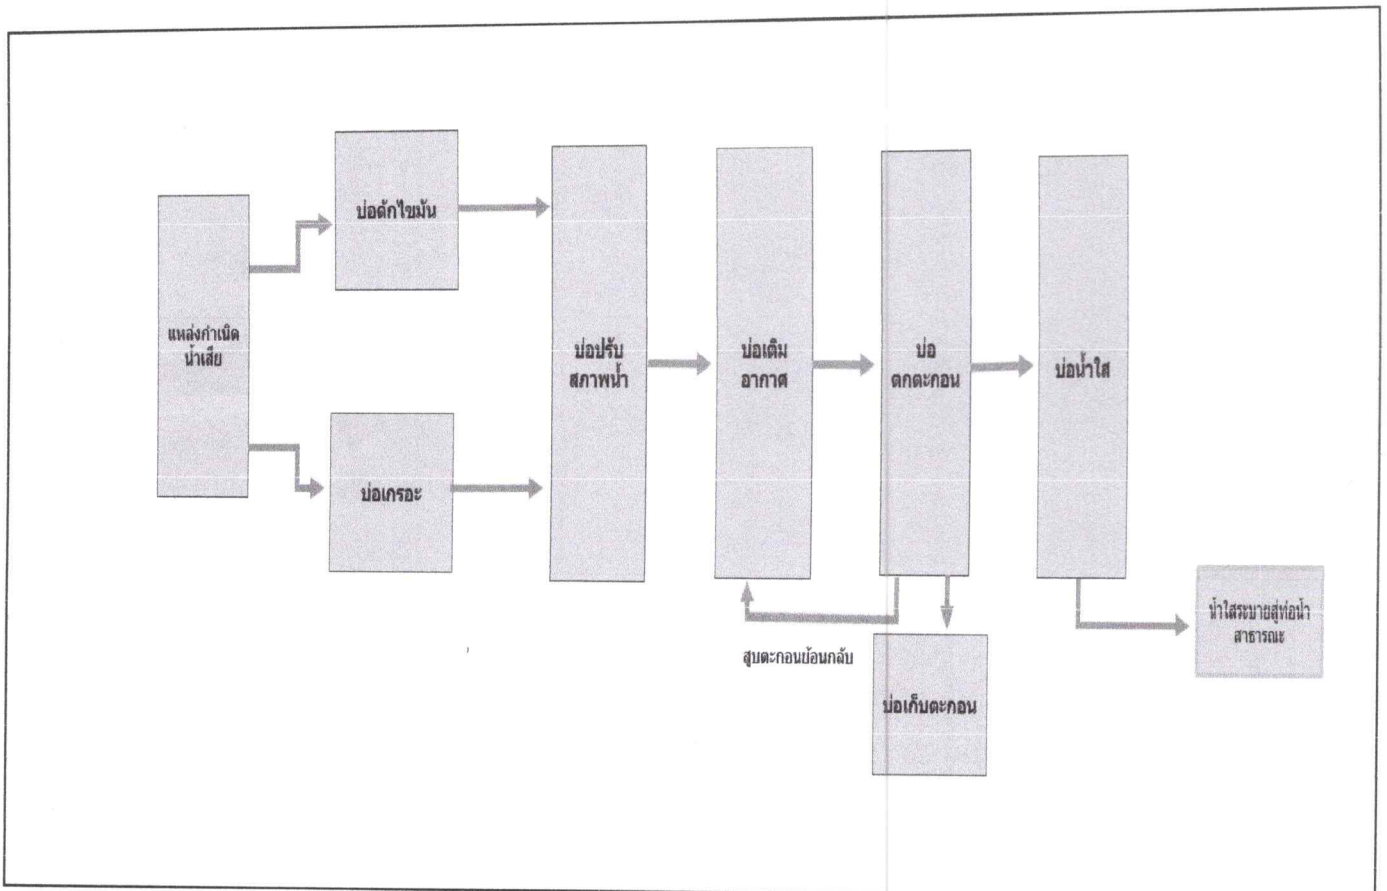 บ่อดักไขมัน
แหล่งกำเนิด
น้ำเสีย
บ่อเกรอะ
บ่อปรับ
สภาพน้ำ
บ่อเติม
อากาศ
บ่อ
ตกตะกอน
บ่อน้ำใส
สูบตะกอนย้อนกลับ
บ่อเก็บตะกอน
น้ำใสระบายสู่ท่อน้ำ
สาธารณะ